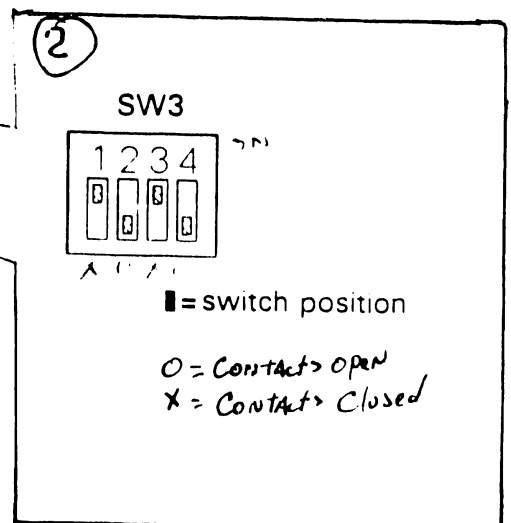 2
SW3
1 2 3 4
= switch position
O = Contacts Open
X = Contacts Closed